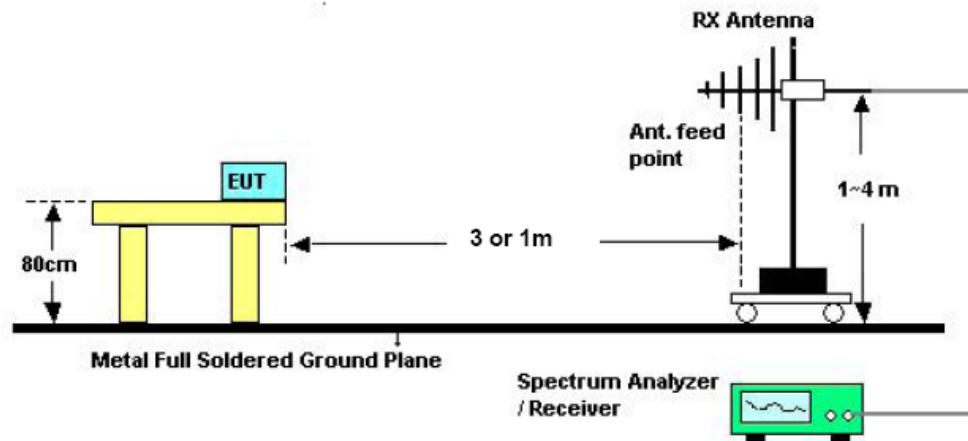 RX Antenna
Ant. feed
point
EUT
1~4 m
3 or 1m
80cm
Metal Full Soldered Ground Plane
Spectrum Analyzer
/ Receiver